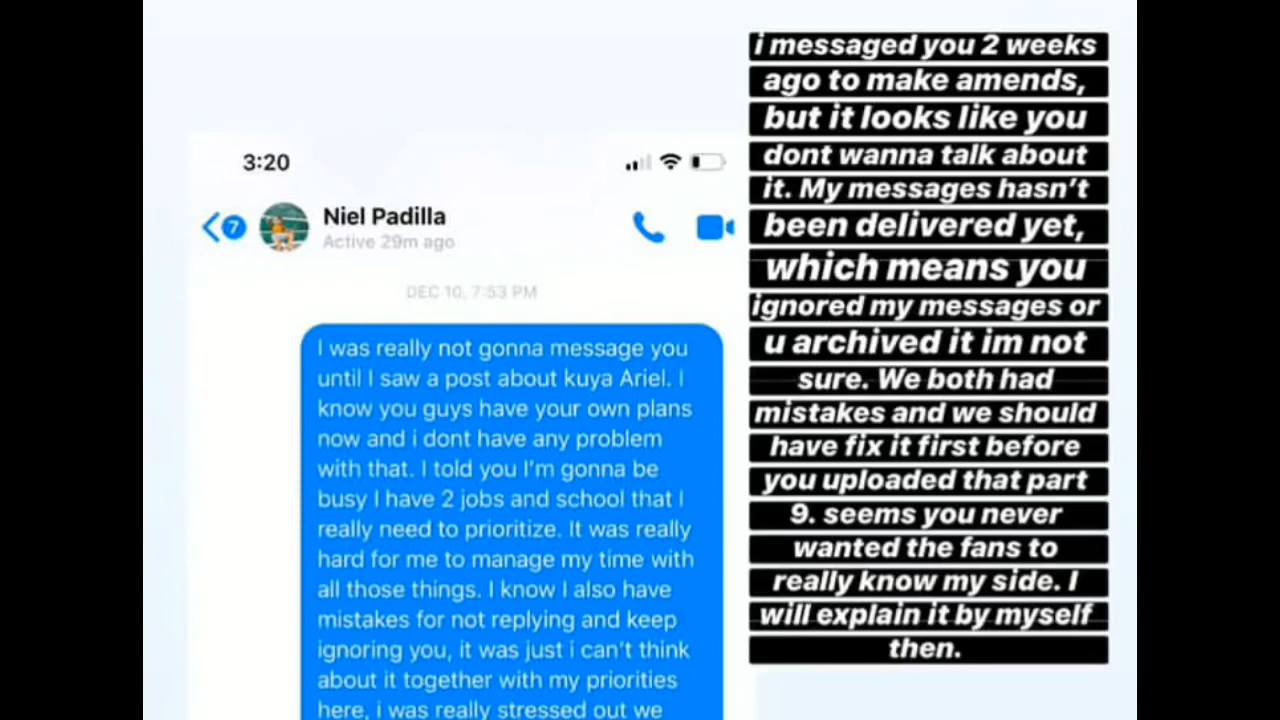 3:20
7
Niel Padilla
Active 29m ago
DEC 10, 7:53 PM
I was really not gonna message you
until I saw a post about kuya Ariel. I
know you guys have your own plans
now and i dont have any problem
with that. I told you I'm gonna be
busy I have 2 jobs and school that I
really need to prioritize. It was really
hard for me to manage my time with
all those things. I know I also have
mistakes for not replying and keep
ignoring you, it was just i can't think
about it together with my priorities
here, i was really stressed out we
i messaged you 2 weeks
ago to make amends,
but it looks like you
dont wanna talk about
it. My messages hasn't
been delivered yet,
which means you
ignored my messages or
u archived it im not
sure. We both had
mistakes and we should
have fix it first before
you uploaded that part
9. seems you never
wanted the fans to
really know my side. I
will explain it by myself
then.